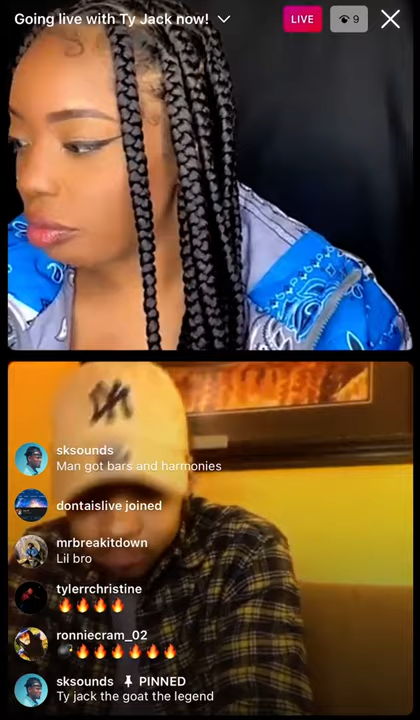 Going live with Ty Jack now!
LIVE
9
sksounds
Man got bars and harmonies
dontaislive joined
mrbreakitdown
Lil bro
tylerrchristine
🔥🔥🔥🔥
ronniecram_02
💣🔥🔥🔥🔥🔥🔥
sksounds PINNED
Ty jack the goat the legend